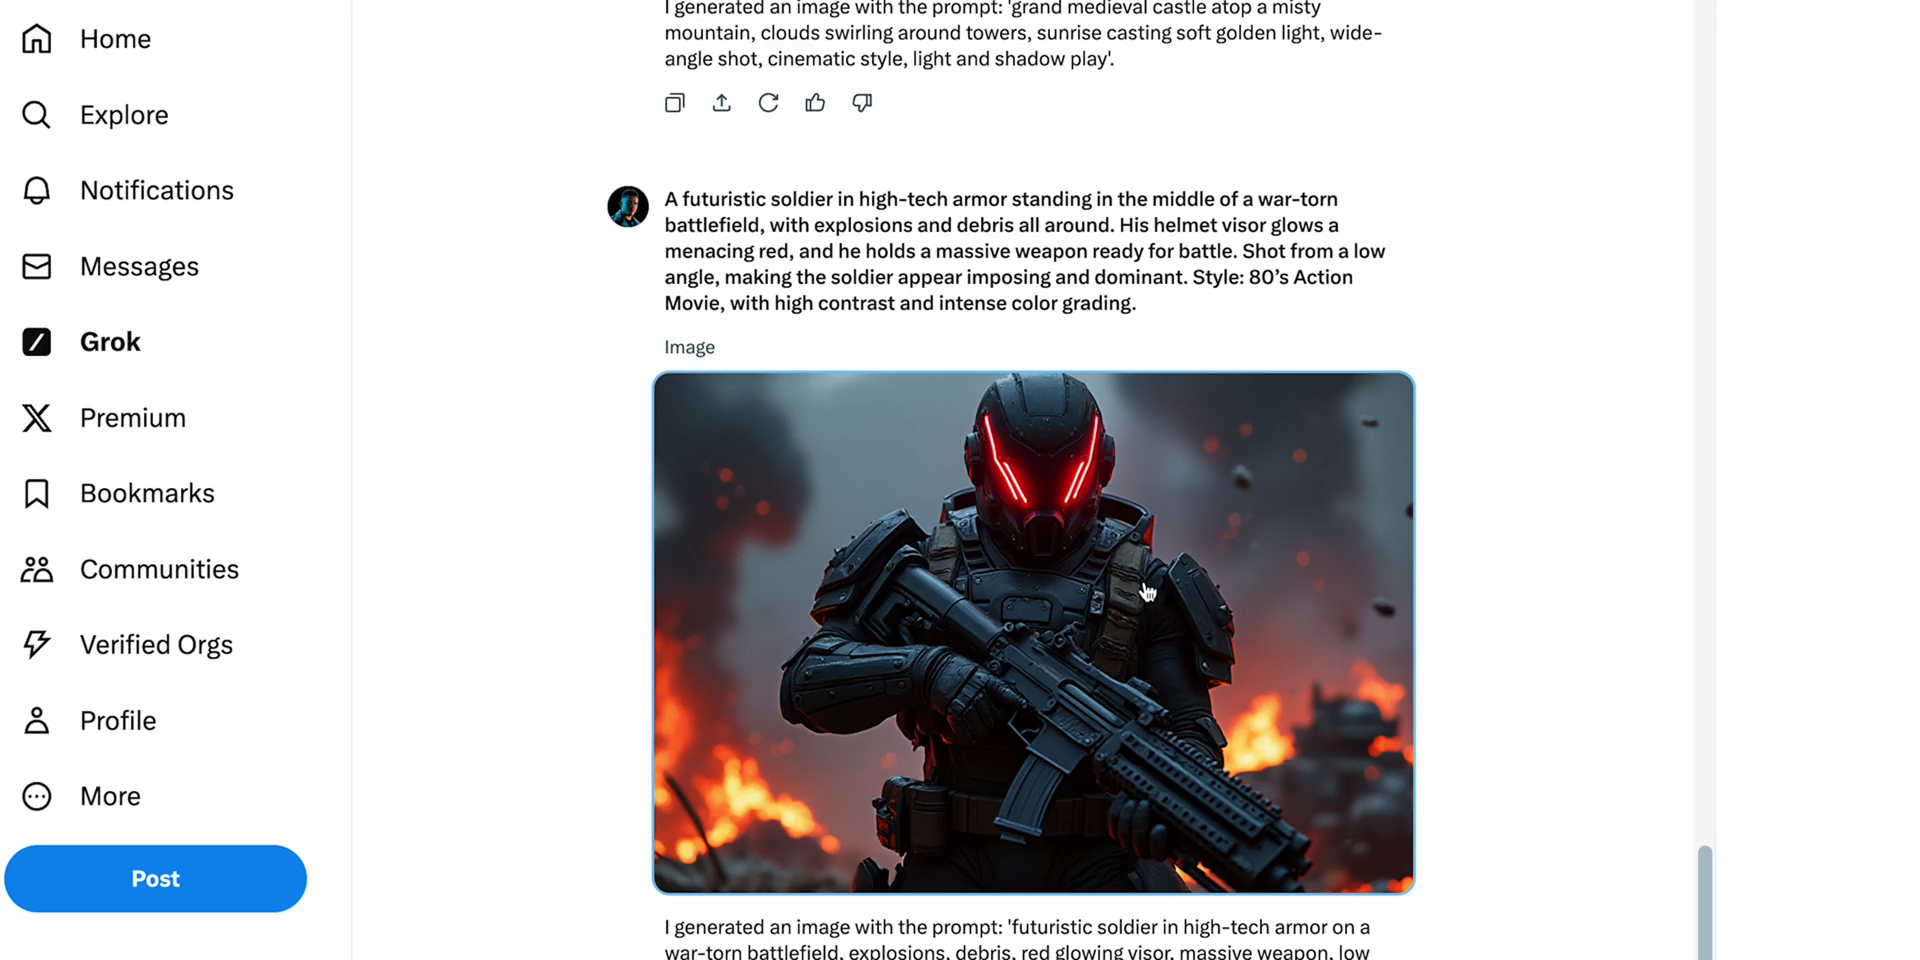 Home
Explore
Notifications
Messages
Grok
Premium
Bookmarks
Communities
Verified Orgs
Profile
More
Post
I generated an image with the prompt: 'grand medieval castle atop a misty
mountain, clouds swirling around towers, sunrise casting soft golden light, wide-
angle shot, cinematic style, light and shadow play'.
A futuristic soldier in high-tech armor standing in the middle of a war-torn
battlefield, with explosions and debris all around. His helmet visor glows a
menacing red, and he holds a massive weapon ready for battle. Shot from a low
angle, making the soldier appear imposing and dominant. Style: 80’s Action
Movie, with high contrast and intense color grading.
Image
I generated an image with the prompt: 'futuristic soldier in high-tech armor on a
war-torn battlefield, explosions, debris, red glowing visor, massive weapon, low